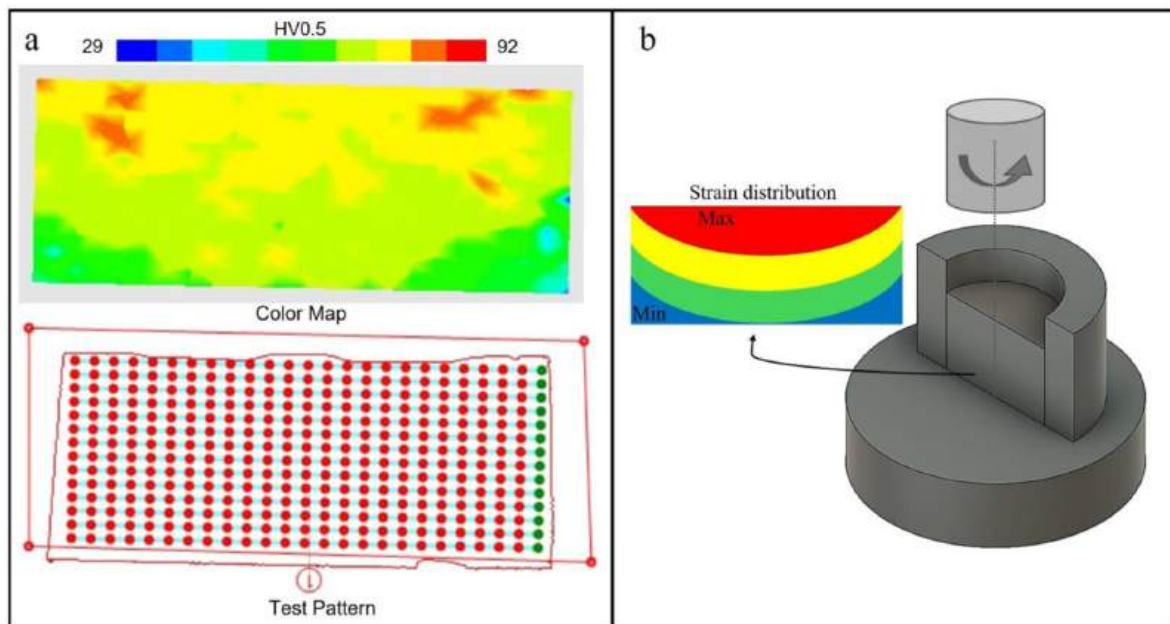 a
HV0.5
29
92
Color Map
Test Pattern
b
Strain distribution
Max
Min